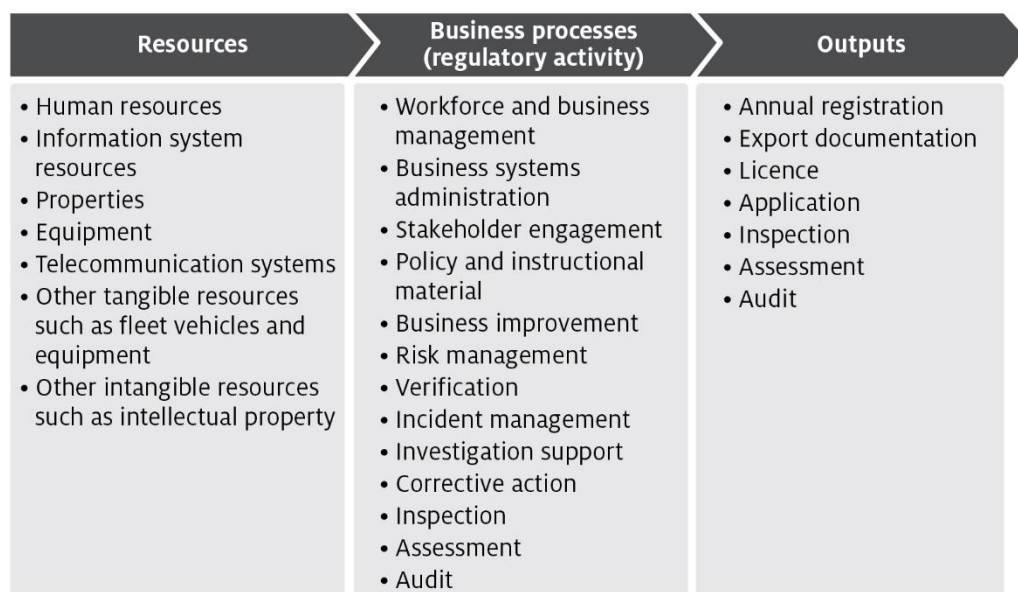 Resources
Business processes
(regulatory activity)
Outputs
• Human resources
• Information system
resources
• Properties
• Equipment
• Telecommunication systems
• Other tangible resources
such as fleet vehicles and
equipment
• Other intangible resources
such as intellectual property
• Workforce and business
management
• Business systems
administration
• Stakeholder engagement
• Policy and instructional
material
• Business improvement
• Risk management
• Verification
• Incident management
• Investigation support
• Corrective action
• Inspection
• Assessment
• Audit
• Annual registration
• Export documentation
• Licence
• Application
• Inspection
• Assessment
• Audit